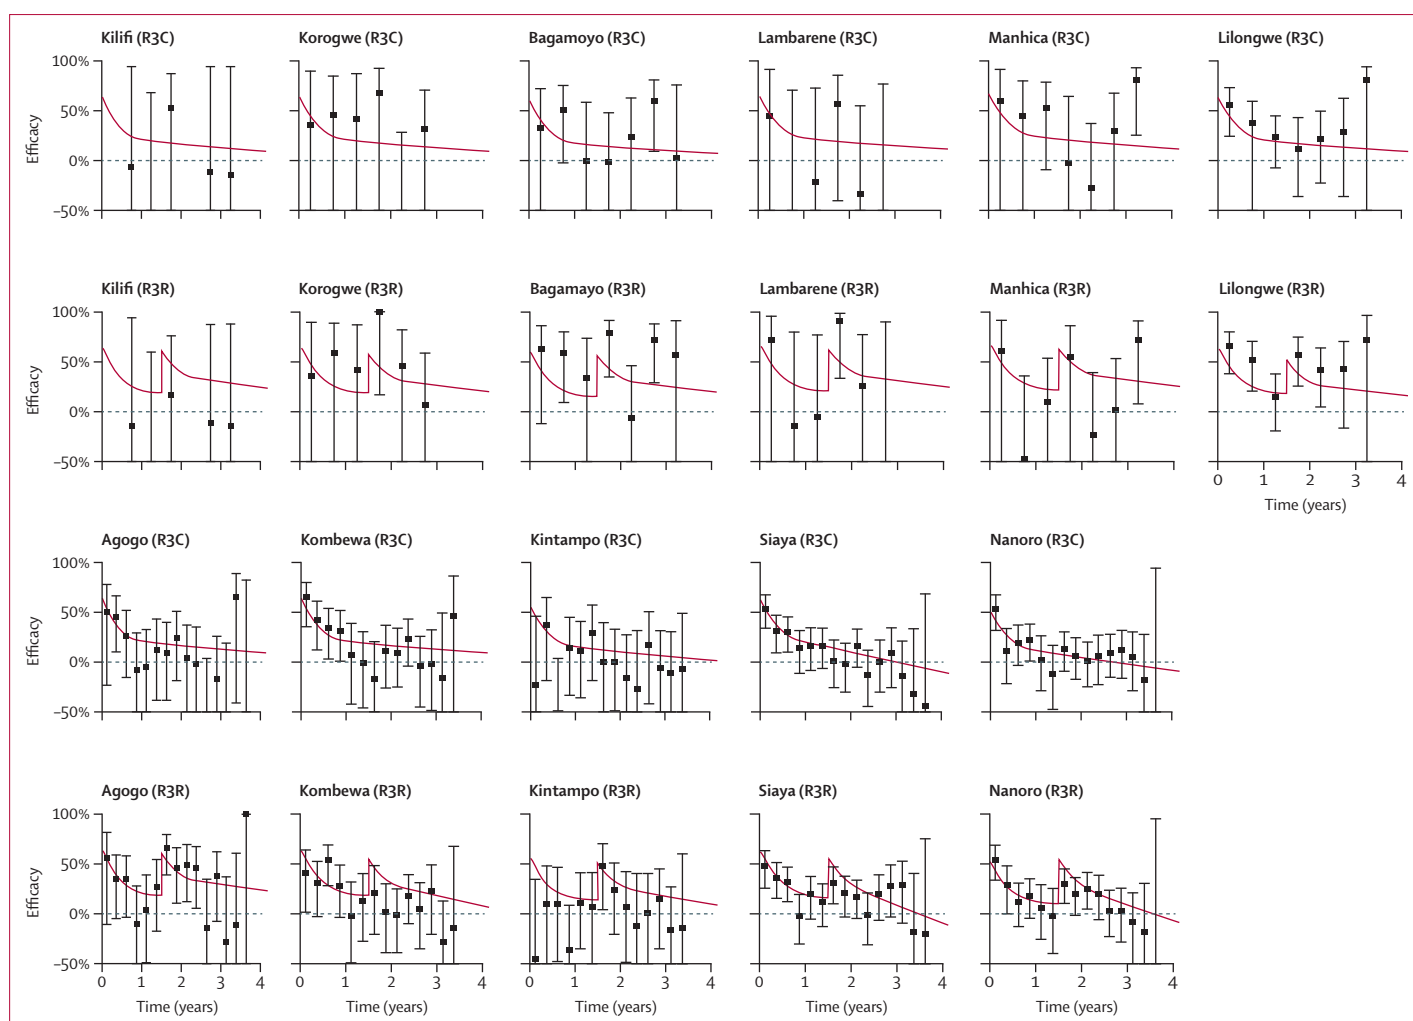 Kilifi (R3C) Korogwe (R3C) Bagamoyo (R3C) Lambarene (R3C) Manhica (R3C) Lilongwe (R3C)
100%
50%
0%
–50%
Efficacy
Kilifi (R3R) Korogwe (R3R) Bagamayo (R3R) Lambarene (R3R) Manhica (R3R) Lilongwe (R3R)
100%
50%
0%
–50%
Efficacy
0 1 2 3 4
Time (years)
Agogo (R3C) Kombewa (R3C) Kintampo (R3C) Siaya (R3C) Nanoro (R3C)
100%
50%
0%
–50%
Efficacy
Agogo (R3R) Kombewa (R3R) Kintampo (R3R) Siaya (R3R) Nanoro (R3R)
100%
50%
0%
–50%
Efficacy
0 1 2 3 4 0 1 2 3 4 0 1 2 3 4 0 1 2 3 4 0 1 2 3 4
Time (years) Time (years) Time (years) Time (years) Time (years)